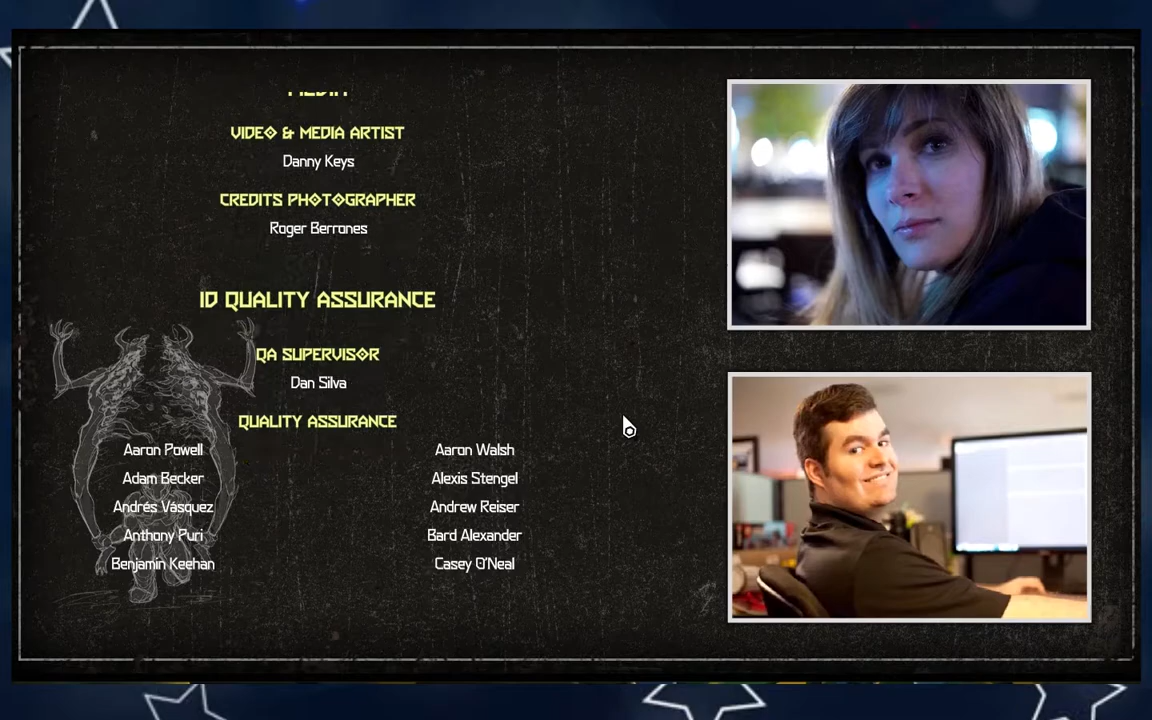 VIDEO & MEDIA ARTIST
Danny Keys
CREDITS PHOTOGRAPHER
Roger Berrones
ID QUALITY ASSURANCE
QA SUPERVISOR
Dan Silva
QUALITY ASSURANCE
Aaron Powell Aaron Walsh
Adam Becker Alexis Stengel
Andrés Vásquez Andrew Reiser
Anthony Puri Bard Alexander
Benjamin Keehan Casey O'Neal